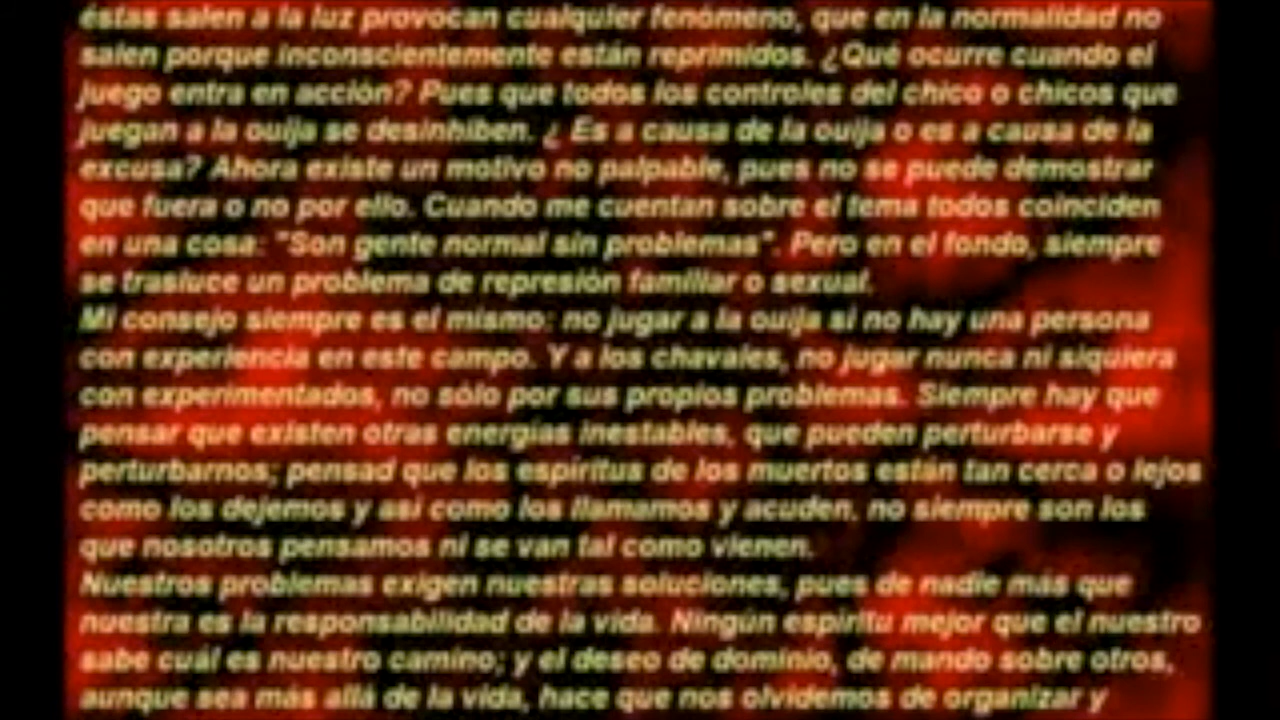 éstas salen a la luz provocan cualquier fenómeno, que en la normalidad no
salen porque inconscientemente están reprimidos. ¿Qué ocurre cuando el
juego entra en acción? Pues que todos los controles del chico o chicos que
juegan a la ouija se desinhiben. ¿ Es a causa de la ouija o es a causa de la
excusa? Ahora existe un motivo no palpable, pues no se puede demostrar
que fuera o no por ello. Cuando me cuentan sobre el tema todos coinciden
en una cosa: "Son gente normal sin problemas". Pero en el fondo, siempre
se trasluce un problema de represión familiar o sexual.
Mi consejo siempre es el mismo: no jugar a la ouija si no hay una persona
con experiencia en este campo. Y a los chavales, no jugar nunca ni siquiera
con experimentados, no sólo por sus propios problemas. Siempre hay que
pensar que existen otras energías inestables, que pueden perturbarse y
perturbarnos; pensad que los espíritus de los muertos están tan cerca o lejos
como los dejemos y así como los llamamos y acuden, no siempre son los
que nosotros pensamos ni se van tal como vienen.
Nuestros problemas exigen nuestras soluciones, pues de nadie más que
nuestra es la responsabilidad de la vida. Ningún espíritu mejor que el nuestro
sabe cuál es nuestro camino; y el deseo de dominio, de mando sobre otros,
aunque sea más allá de la vida, hace que nos olvidemos de organizar y